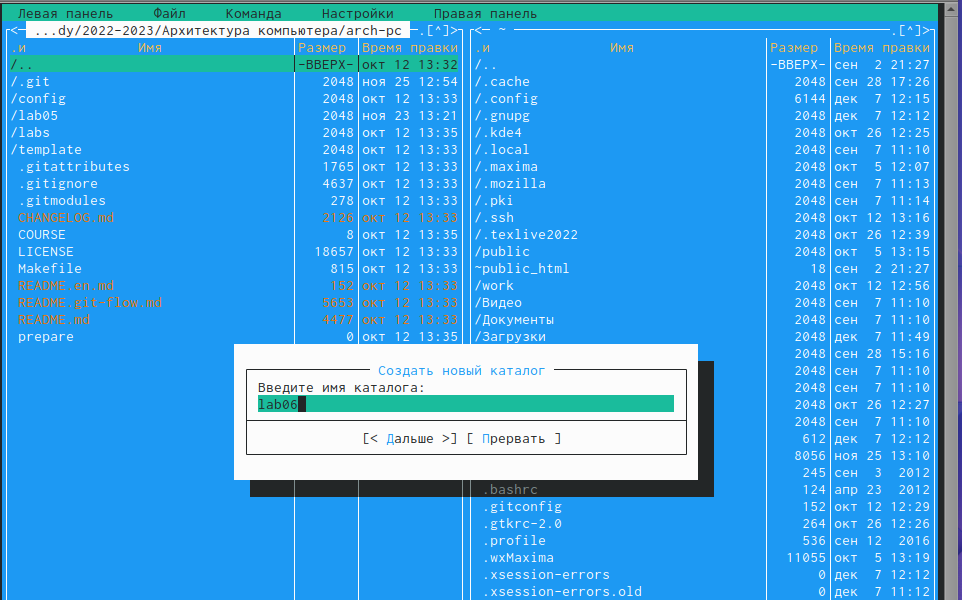 Левая панель Файл Команда Настройки Правая панель
<─ ...dy/2022-2023/Архитектура компьютера/arch-pc ─.[^]> <─ ~ ─.[^]>
.и Имя Размер Время правки .и Имя Размер Время правки
/.. -ВВЕРХ- окт 12 13:32 /.. -ВВЕРХ- сен 2 21:27
/.git 2048 ноя 25 12:54 /.cache 2048 сен 28 17:26
/config 2048 окт 12 13:33 /.config 6144 дек 7 12:15
/lab05 2048 ноя 23 13:21 /.gnupg 2048 дек 7 12:12
/labs 2048 окт 12 13:35 /.kde4 2048 окт 26 12:25
/template 2048 окт 12 13:33 /.local 2048 сен 7 11:10
.gitattributes 1765 окт 12 13:33 /.maxima 2048 окт 5 12:07
.gitignore 4637 окт 12 13:33 /.mozilla 2048 сен 7 11:13
.gitmodules 278 окт 12 13:33 /.pki 2048 сен 7 11:14
CHANGELOG.md 2126 окт 12 13:33 /.ssh 2048 окт 12 13:16
COURSE 8 окт 12 13:35 /.texlive2022 2048 окт 26 12:39
LICENSE 18657 окт 12 13:33 /public 2048 окт 5 13:15
Makefile 815 окт 12 13:33 ~public_html 18 сен 2 21:27
README.en.md 152 окт 12 13:33 /work 2048 окт 12 12:56
README.git-flow.md 5653 окт 12 13:33 /Видео 2048 сен 7 11:10
README.md 4477 окт 12 13:33 /Документы 2048 сен 7 11:10
prepare 0 окт 12 13:35 /Загрузки 2048 дек 7 11:49
2048 сен 28 15:16
Создать новый каталог 2048 сен 7 11:10
Введите имя каталога: 2048 сен 7 11:10
lab06 2048 окт 26 12:27
2048 сен 7 11:10
[< Дальше >] [ Прервать ] 612 дек 7 12:12
8056 ноя 25 13:10
245 сен 3 2012
.bashrc 124 апр 23 2012
.gitconfig 152 окт 12 12:29
.gtkrc-2.0 264 окт 26 12:26
.profile 536 сен 12 2016
.wxMaxima 11055 окт 5 13:19
.xsession-errors 0 дек 7 12:12
.xsession-errors.old 0 дек 7 11:12